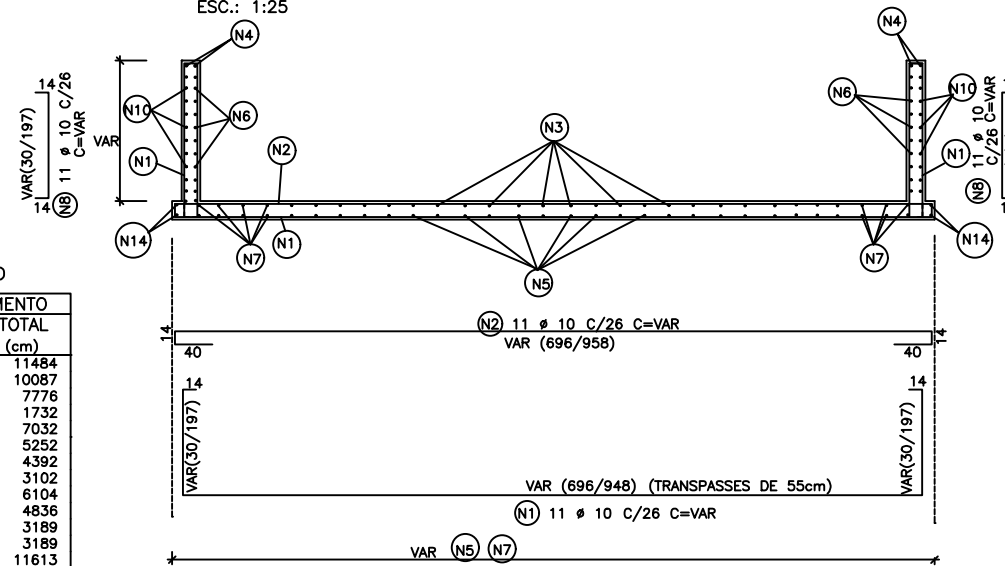 ESC.: 1:25
N4
N4
14
VAR(30/197)
14
N8 11 ø 10 C/26
C=VAR
VAR
N10
N6
N1
N2
N3
N6
N10
N1
N8 11 ø 10
C/26 C=VAR
N14
N7
N1
N5
N7
N14
MENTO
TOTAL
(cm)
11484
10087
7776
1732
7032
5252
4392
3102
6104
4836
3189
3189
11613
14
N2 11 ø 10 C/26 C=VAR
VAR (696/958)
14
40
40
14
14
VAR(30/197)
VAR(30/197)
VAR (696/948) (TRANSPASSES DE 55cm)
N1 11 ø 10 C/26 C=VAR
VAR N5 N7